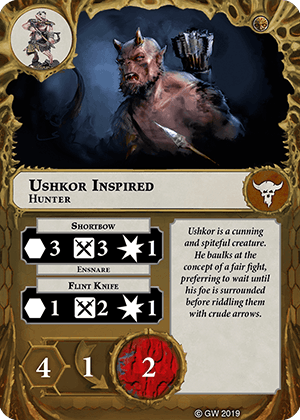 Ushkor Inspired
Hunter
Shortbow
3 3 1
Ensnare
Flint Knife
1 2 1
Ushkor is a cunning
and spiteful creature.
He baulks at the
concept of a fair fight,
preferring to wait until
his foe is surrounded
before riddling them
with crude arrows.
4 1 2
© GW 2019